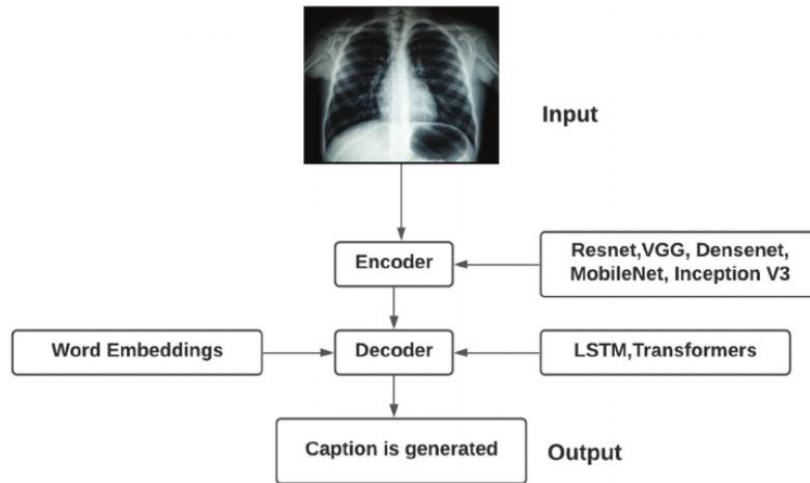 Input
Encoder
Resnet,VGG, Densenet,
MobileNet, Inception V3
Word Embeddings
Decoder
LSTM,Transformers
Caption is generated
Output